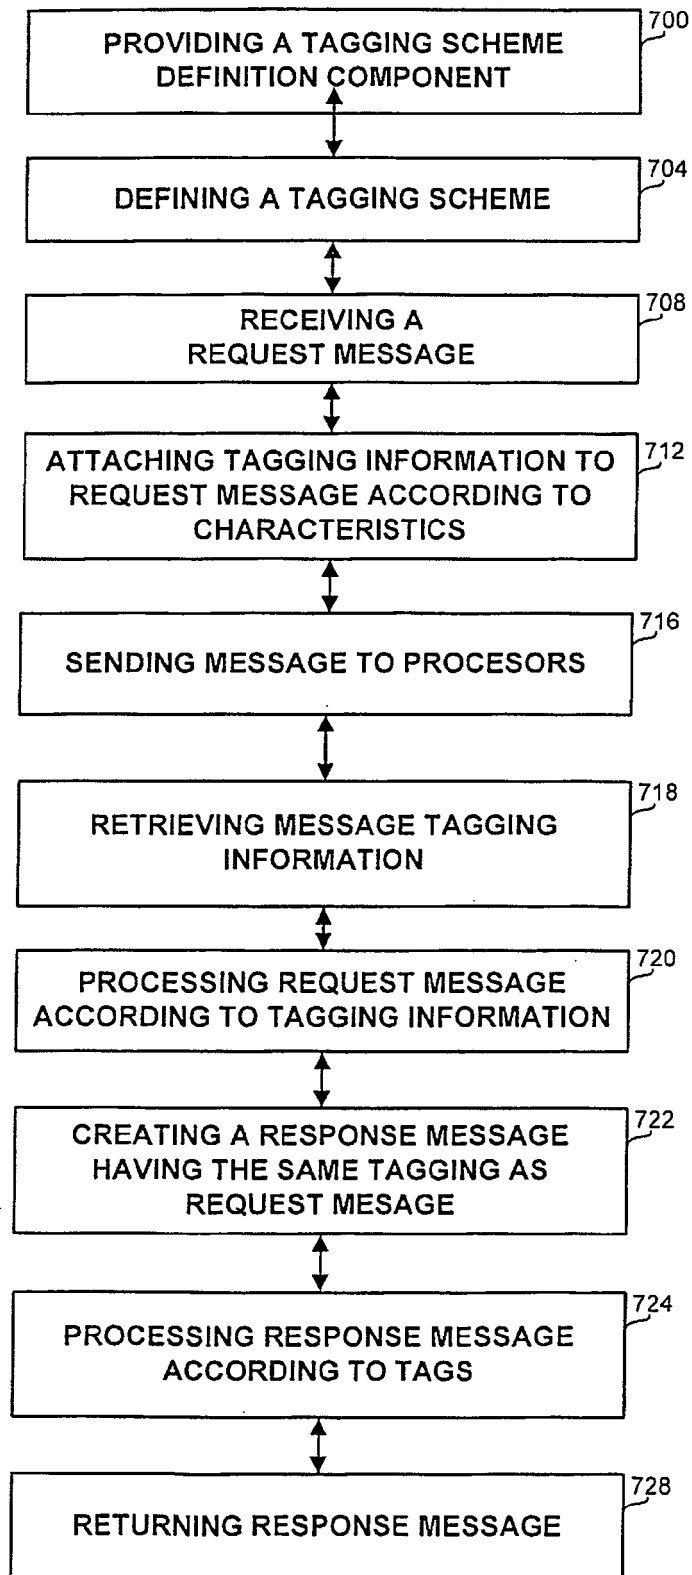 700
PROVIDING A TAGGING SCHEME
DEFINITION COMPONENT
704
DEFINING A TAGGING SCHEME
708
RECEIVING A
REQUEST MESSAGE
712
ATTACHING TAGGING INFORMATION TO
REQUEST MESSAGE ACCORDING TO
CHARACTERISTICS
716
SENDING MESSAGE TO PROCESORS
718
RETRIEVING MESSAGE TAGGING
INFORMATION
720
PROCESSING REQUEST MESSAGE
ACCORDING TO TAGGING INFORMATION
722
CREATING A RESPONSE MESSAGE
HAVING THE SAME TAGGING AS
REQUEST MESAGE
724
PROCESSING RESPONSE MESSAGE
ACCORDING TO TAGS
728
RETURNING RESPONSE MESSAGE